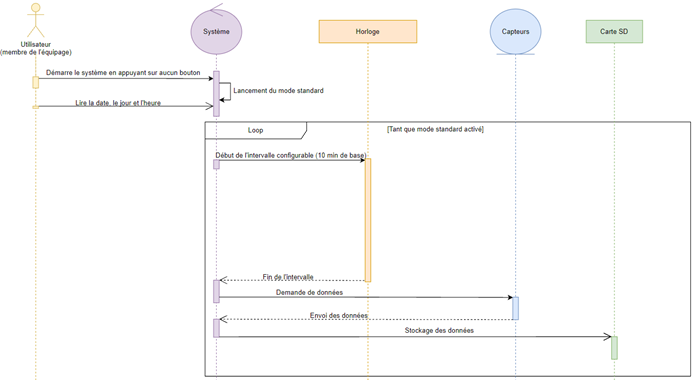 Système
Horloge
Capteurs
Carte SD
Utilisateur
(membre de l'équipage)
Démarre le système en appuyant sur aucun bouton
Lancement du mode standard
Lire la date, le jour et l'heure
Loop
[Tant que mode standard activé]
Début de l'intervalle configurable (10 min de base)
Fin de l'intervalle
Demande de données
Envoi des données
Stockage des données